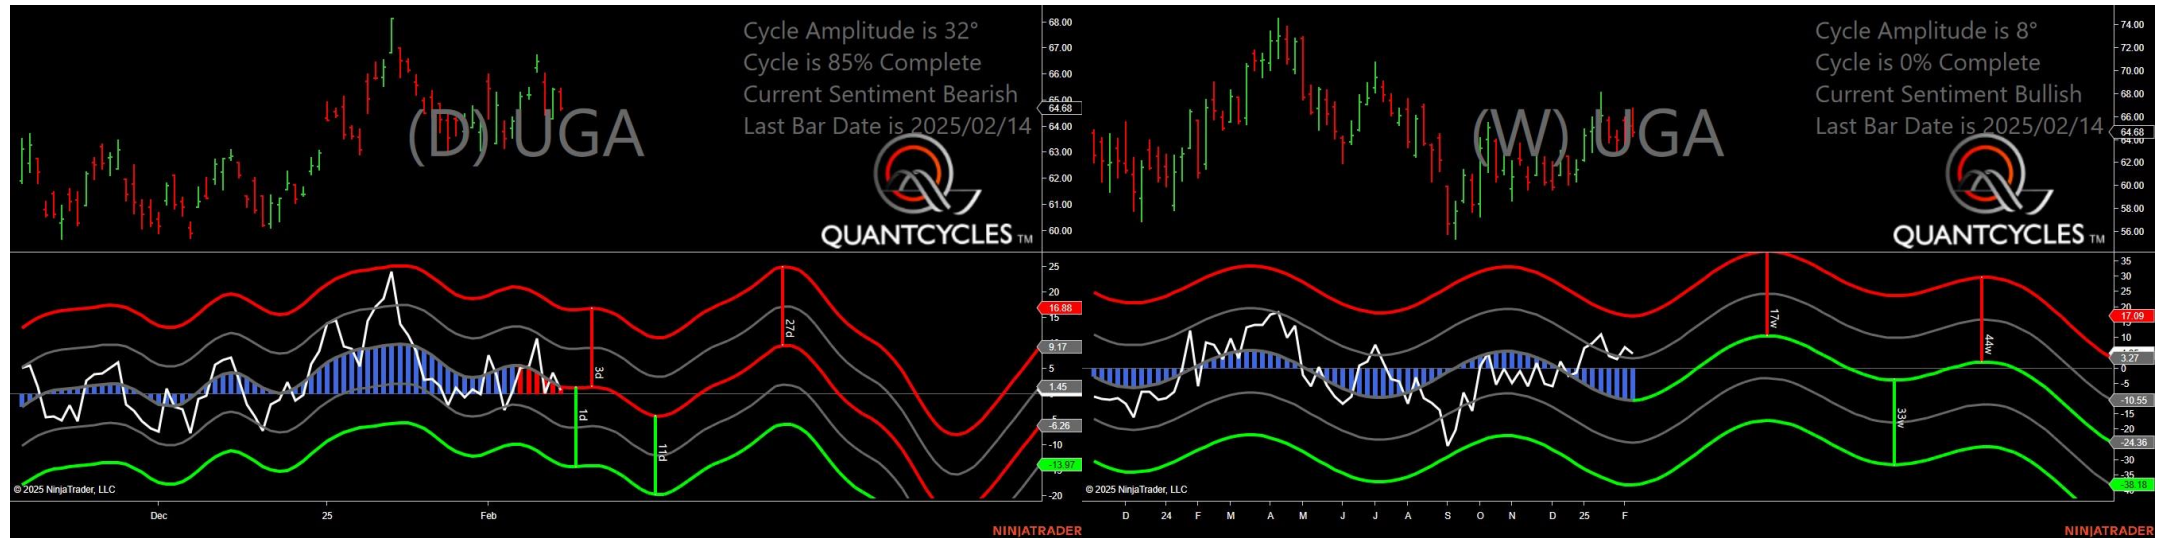 Cycle Amplitude is 32°
Cycle is 85% Complete
Current Sentiment Bearish
Last Bar Date is 2025/02/14
(D) UGA
QUANTCYCLES TM
68.00
67.00
66.00
65.00
64.68
64.00
63.00
62.00
61.00
60.00
25
20
16.88
15
9.17
5
1.45
-6.26
-10
-13.97
-20
3d
1d
11d
27d
© 2025 NinjaTrader, LLC
Dec
25
Feb
NINJATRADER
Cycle Amplitude is 8°
Cycle is 0% Complete
Current Sentiment Bullish
Last Bar Date is 2025/02/14
(W) UGA
QUANTCYCLES TM
74.00
72.00
70.00
68.00
66.00
64.68
64.00
62.00
60.00
58.00
56.00
35
30
25
20
17.09
3.27
0
-5
-10.55
-15
-20
-24.36
-30
-35
-38.18
17w
33w
44w
© 2025 NinjaTrader, LLC
D
24
F
M
A
M
J
J
A
S
O
N
D
25
F
NINJATRADER